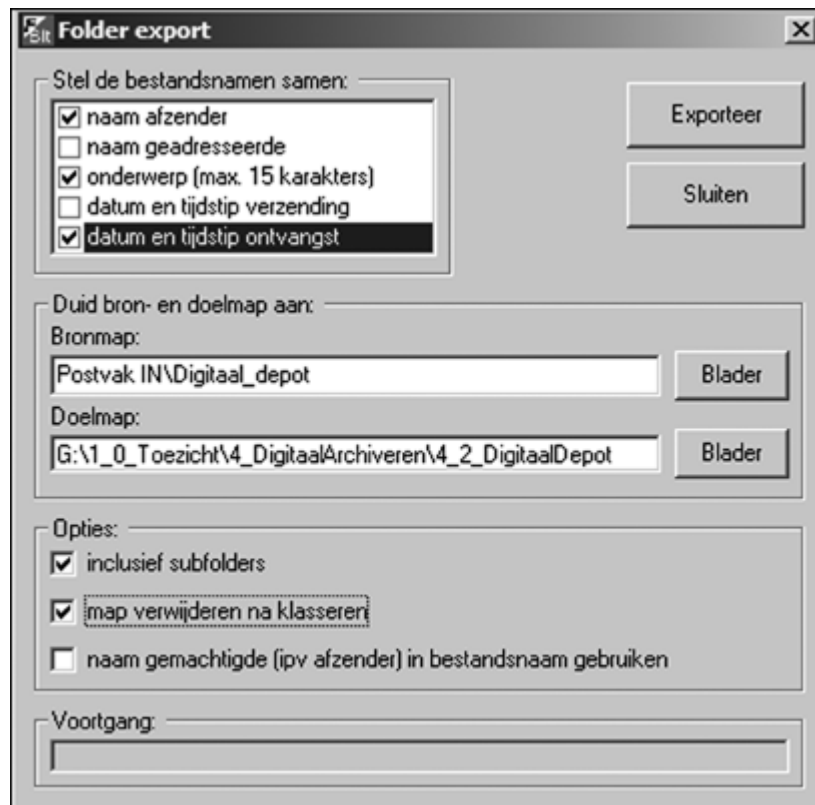 Folder export
Stel de bestandsnamen samen:
naam afzender
naam geadresseerde
onderwerp (max. 15 karakters)
datum en tijdstip verzending
datum en tijdstip ontvangst
Exporteer
Sluiten
Duid bron- en doelmap aan:
Bronmap:
Postvak IN\Digitaal_depot
Blader
Doelmap:
G:\1_0_Toezicht\4_DigitaalArchiveren\4_2_DigitaalDepot
Blader
Opties:
inclusief subfolders
map verwijderen na klasseren
naam gemachtigde (ipv afzender) in bestandsnaam gebruiken
Voortgang: